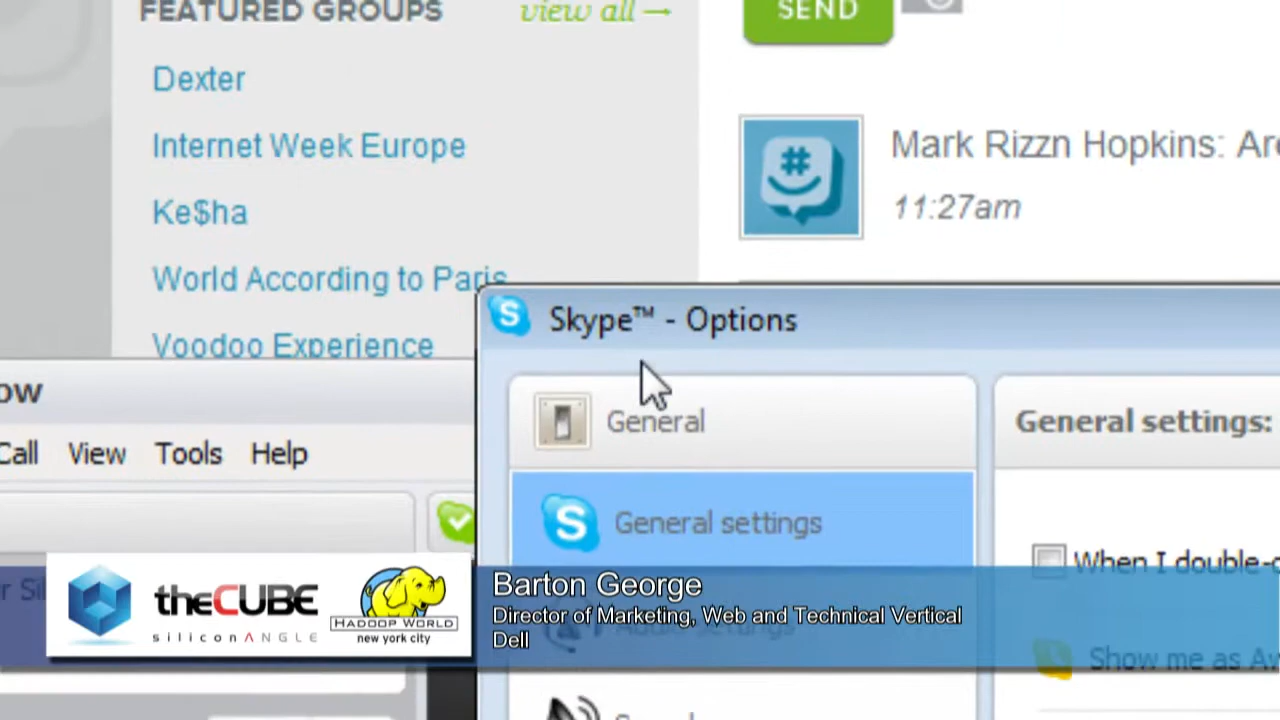 FEATURED GROUPS
view all →
Dexter
Internet Week Europe
Ke$ha
World According to Paris
Voodoo Experience
SEND
Mark Rizzn Hopkins: Are
11:27am
Skype™ - Options
General
General settings
General settings:
When I double-c
Show me as Aw
ow
Call View Tools Help
theCUBE
siliconANGLE
HADOOP WORLD
new york city
Barton George
Director of Marketing, Web and Technical Vertical
Dell